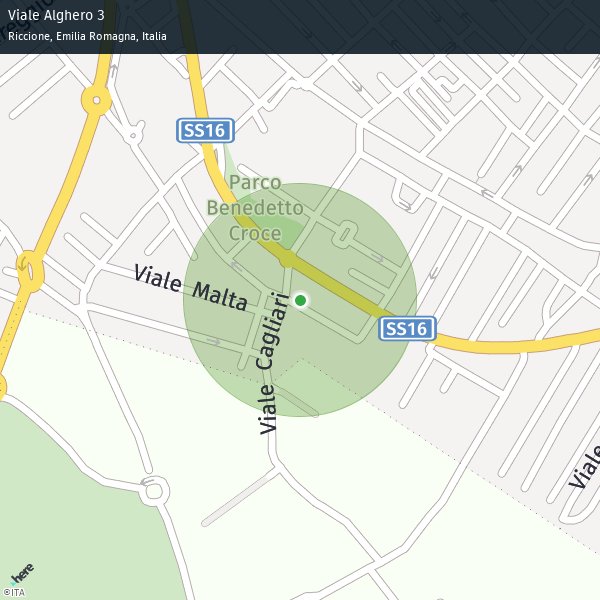 Viale Alghero 3
Riccione, Emilia Romagna, Italia
SS16
Parco
Benedetto
Croce
Viale Malta
Viale Cagliari
SS16
Viale
here
©ITA